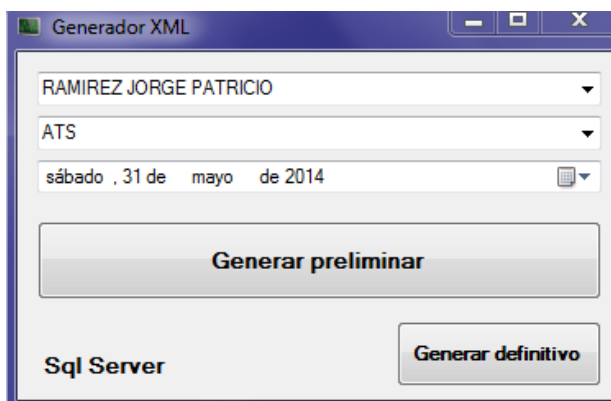 Generador XML
RAMIREZ JORGE PATRICIO
ATS
sábado , 31 de mayo de 2014
Generar preliminar
Sql Server
Generar definitivo